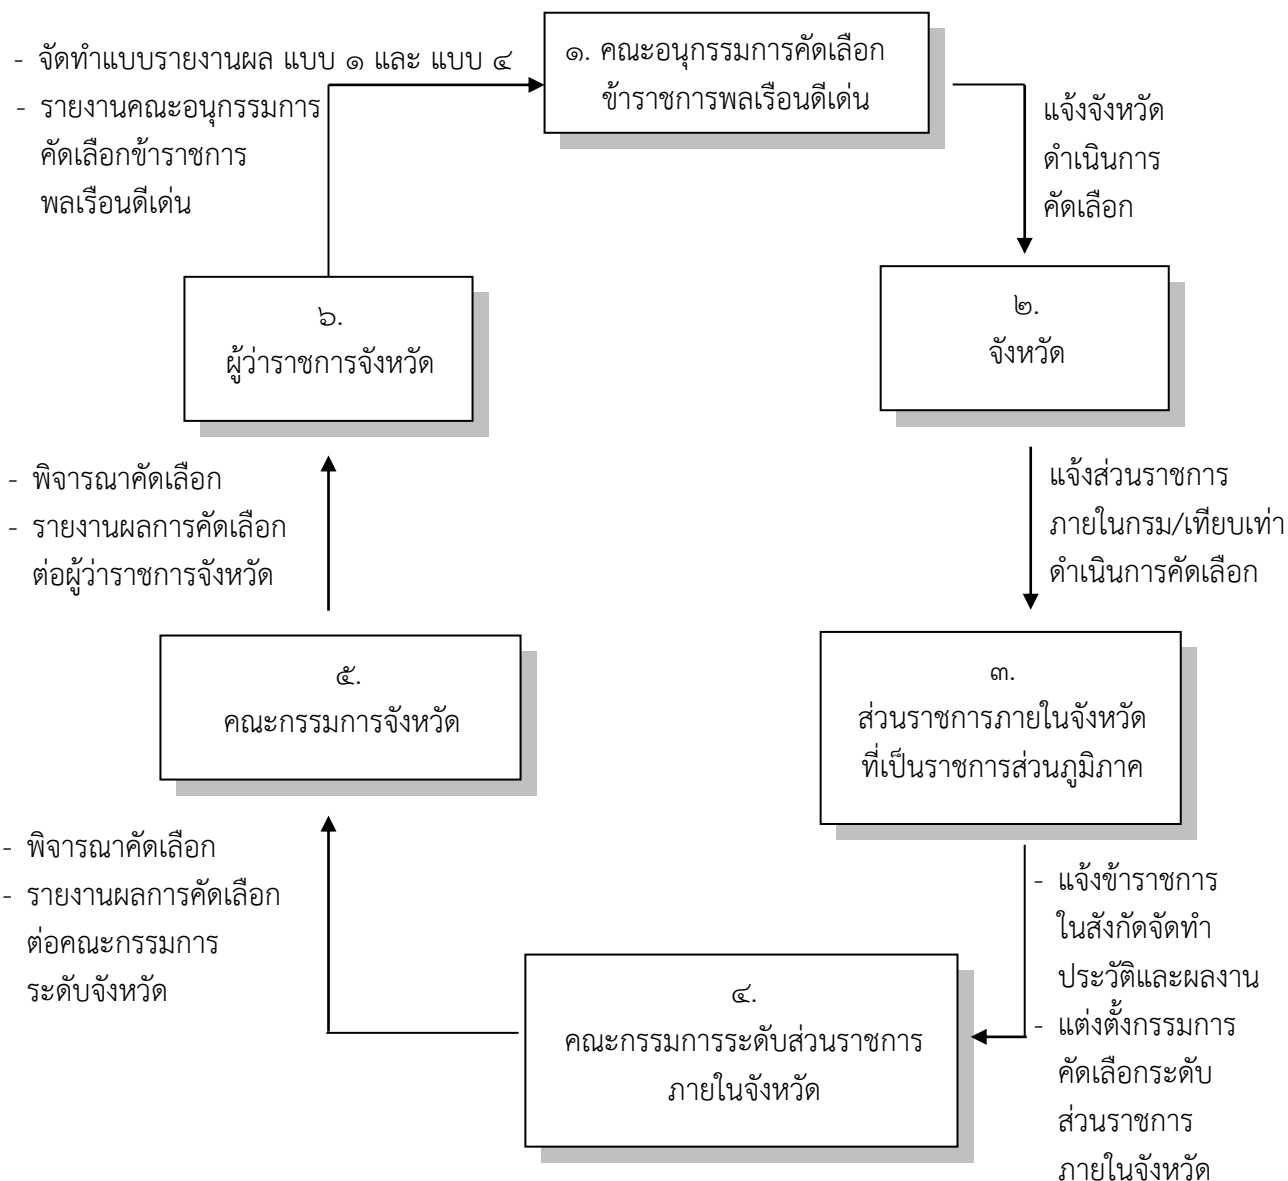 - จัดทำแบบรายงานผล แบบ ๑ และ แบบ ๔
- รายงานคณะอนุกรรมการ
คัดเลือกข้าราชการ
พลเรือนดีเด่น
๑. คณะอนุกรรมการคัดเลือก
ข้าราชการพลเรือนดีเด่น
แจ้งจังหวัด
ดำเนินการ
คัดเลือก
๖.
ผู้ว่าราชการจังหวัด
๒.
จังหวัด
- พิจารณาคัดเลือก
- รายงานผลการคัดเลือก
ต่อผู้ว่าราชการจังหวัด
แจ้งส่วนราชการ
ภายในกรม/เทียบเท่า
ดำเนินการคัดเลือก
๕.
คณะกรรมการจังหวัด
๓.
ส่วนราชการภายในจังหวัด
ที่เป็นราชการส่วนภูมิภาค
- พิจารณาคัดเลือก
- รายงานผลการคัดเลือก
ต่อคณะกรรมการ
ระดับจังหวัด
๔.
คณะกรรมการระดับส่วนราชการ
ภายในจังหวัด
- แจ้งข้าราชการ
ในสังกัดจัดทำ
ประวัติและผลงาน
- แต่งตั้งกรรมการ
คัดเลือกระดับ
ส่วนราชการ
ภายในจังหวัด